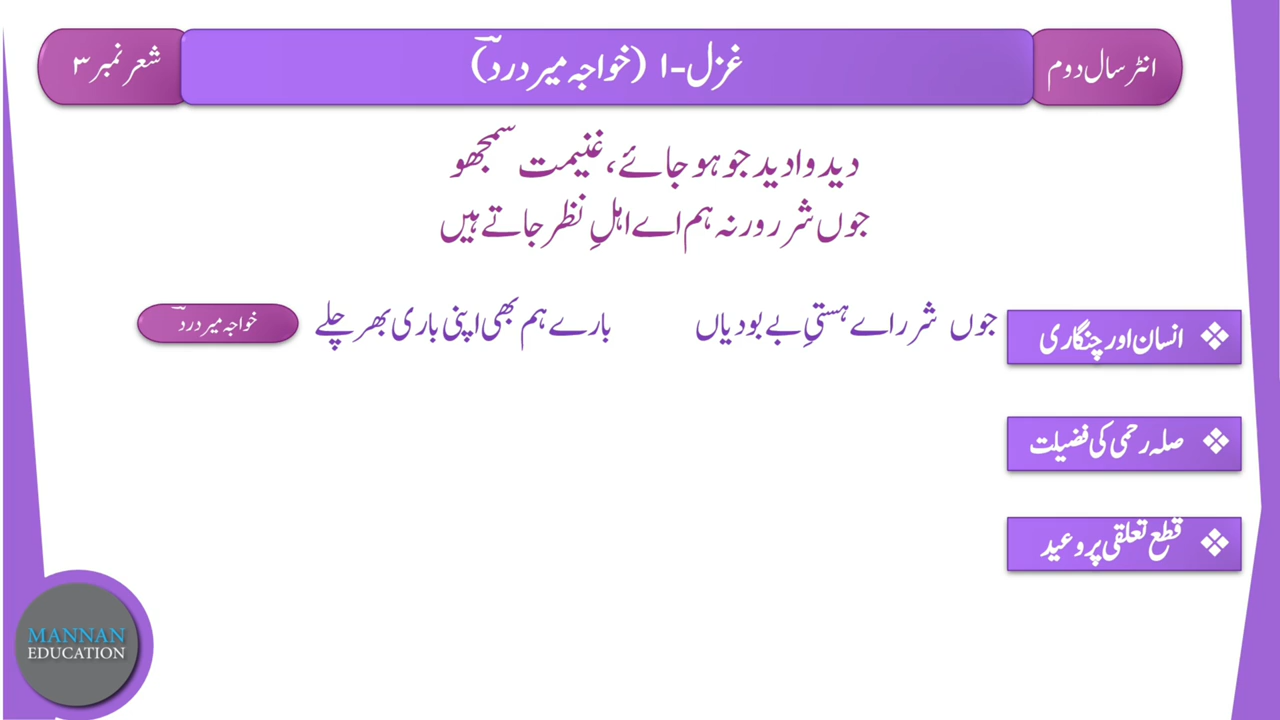 انٹر سال دوم
غزل-۱ (خواجہ میر دردؔ)
شعر نمبر ۳
دید وادید جو ہو جائے، غنیمت سمجھو
جوں شرر ورنہ ہم اے اہلِ نظر جاتے ہیں
❖ انسان اور چنگاری
جوں شرر اے ہستیِ بے بودیاں بارے ہم بھی اپنی باری بھر چلے
خواجہ میر دردؔ
❖ صلہ رحمی کی فضیلت
❖ قطع تعلقی پر وعید
MANNAN
EDUCATION